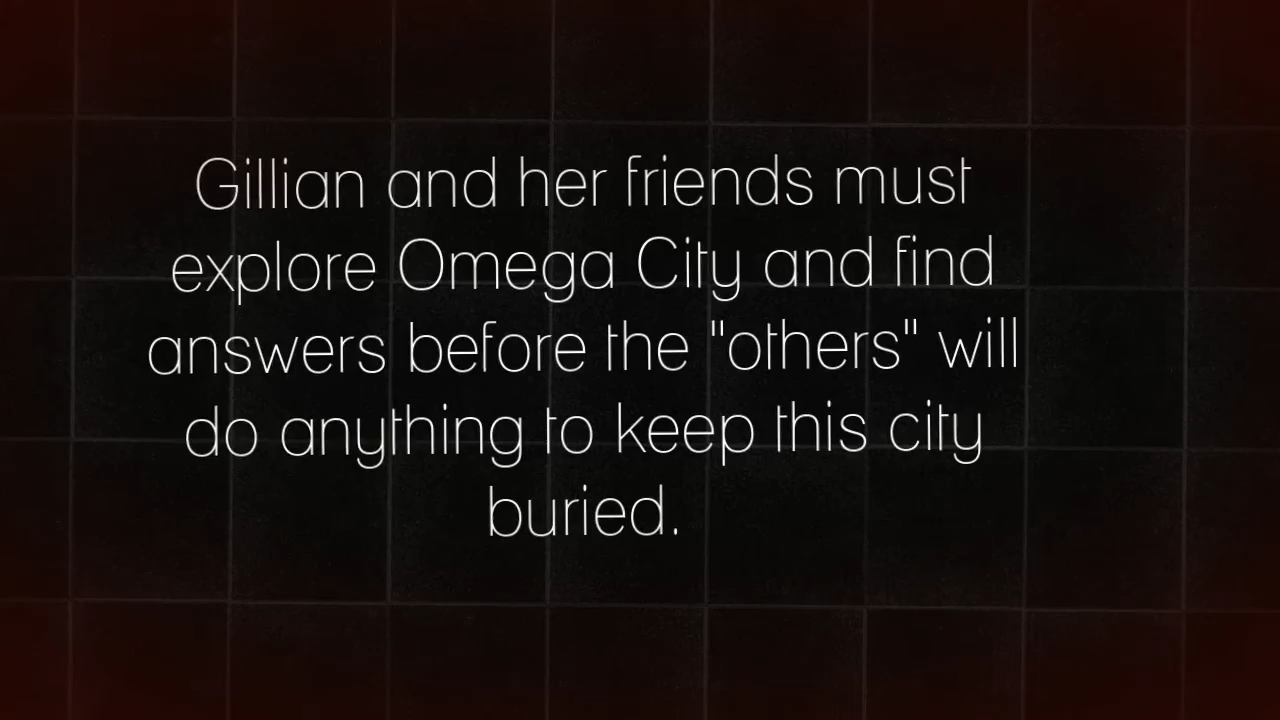 Gillian and her friends must
explore Omega City and find
answers before the "others" will
do anything to keep this city
buried.